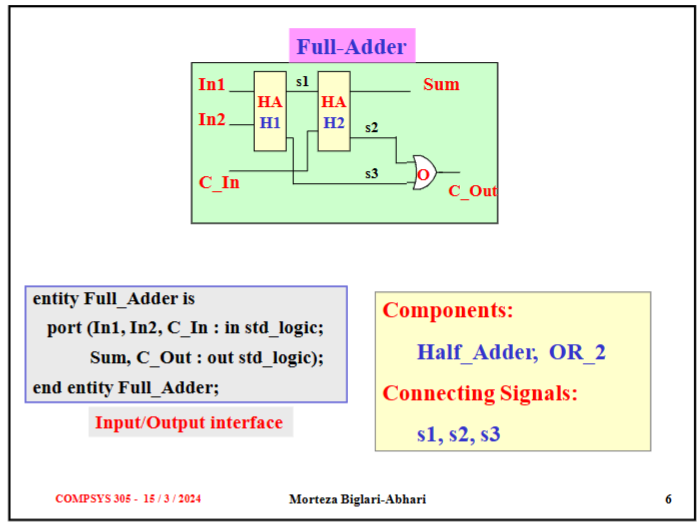 Full-Adder
In1 s1 Sum
HA HA
In2 H1 H2 s2
s3 O
C_In C_Out
entity Full_Adder is
port (In1, In2, C_In : in std_logic;
Sum, C_Out : out std_logic);
end entity Full_Adder;
Input/Output interface
Components:
Half_Adder, OR_2
Connecting Signals:
s1, s2, s3
COMPSYS 305 - 15 / 3 / 2024 Morteza Biglari-Abhari 6